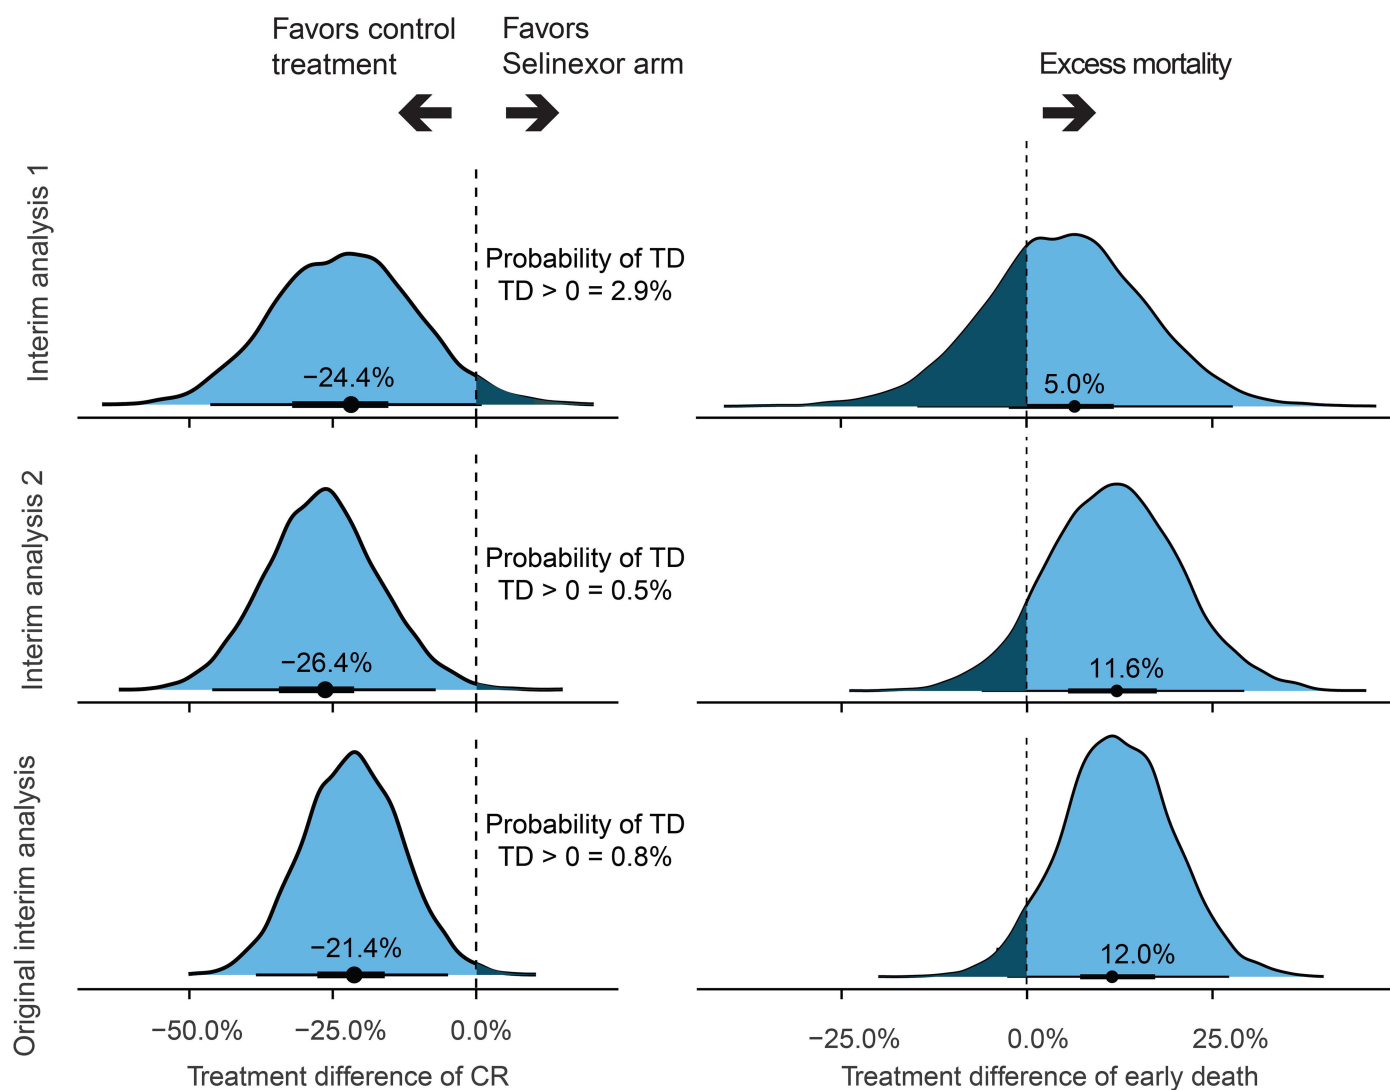 Favors control
treatment
Favors
Selinexor arm
Excess mortality
Interim analysis 1
Probability of TD
TD > 0 = 2.9%
−24.4%
5.0%
Interim analysis 2
Probability of TD
TD > 0 = 0.5%
−26.4%
11.6%
Original interim analysis
Probability of TD
TD > 0 = 0.8%
−21.4%
12.0%
−50.0% −25.0% 0.0%
Treatment difference of CR
−25.0% 0.0% 25.0%
Treatment difference of early death